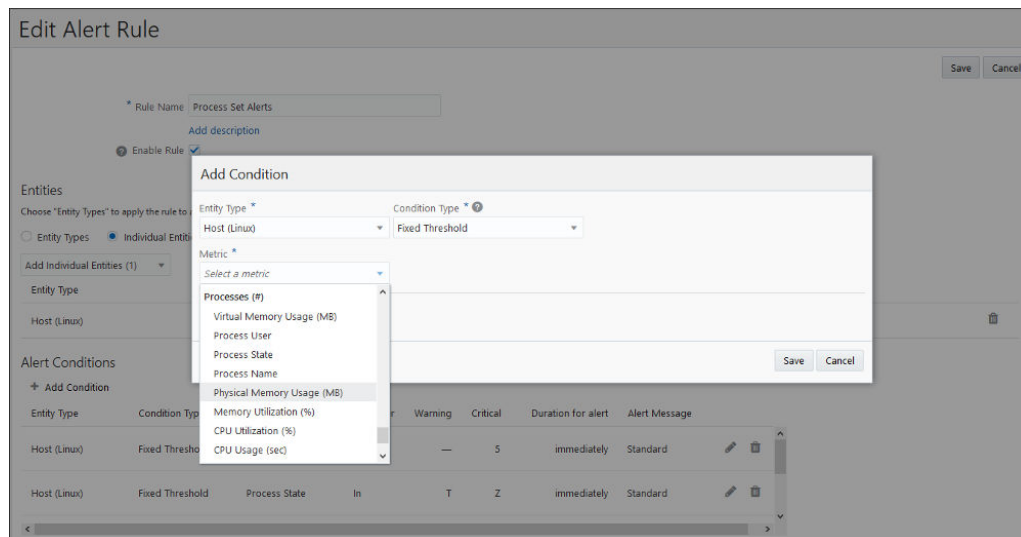 Edit Alert Rule
Save Cancel
* Rule Name Process Set Alerts
Add description
Enable Rule
Add Condition
Entity Type * Condition Type *
Host (Linux) Fixed Threshold
Metric *
Select a metric
Processes (#)
Virtual Memory Usage (MB)
Process User
Process State
Process Name
Physical Memory Usage (MB)
Memory Utilization (%)
CPU Utilization (%)
CPU Usage (sec)
Save Cancel
Entities
Choose "Entity Types" to apply the rule to
Entity Types Individual
Add Individual Entities (1)
Entity Type
Host (Linux)
Alert Conditions
+ Add Condition
Entity Type Condition Warning Critical Duration for alert Alert Message
Host (Linux) Fixed — 5 immediately Standard
Host (Linux) Fixed Threshold Process State In T Z immediately Standard